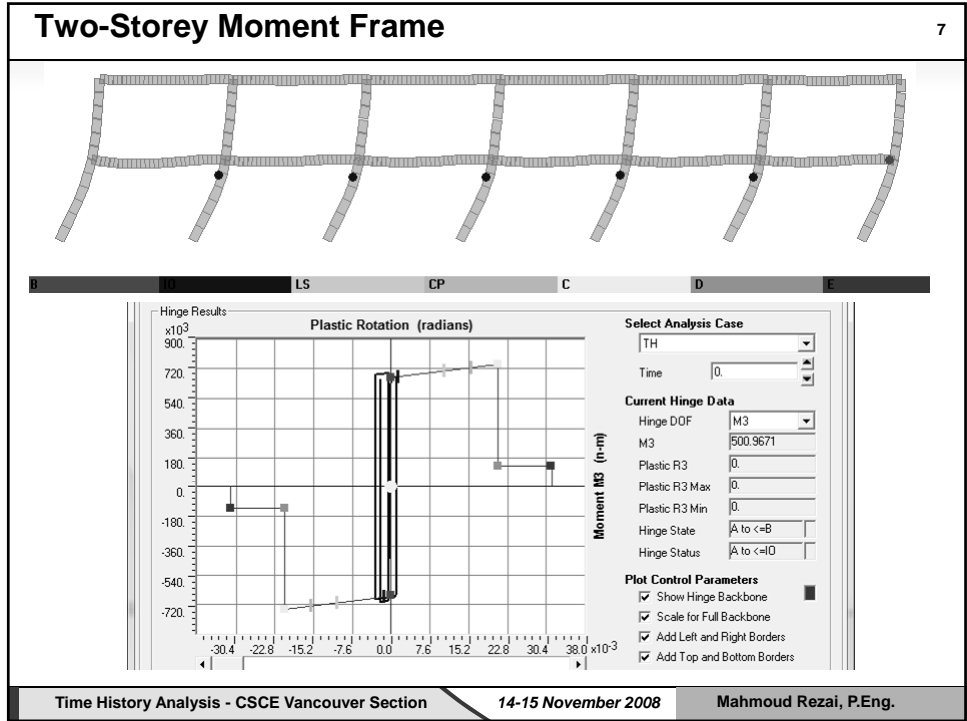 Two-Storey Moment Frame
7
B IO LS CP C D E
Hinge Results
Plastic Rotation (radians)
x10³
900.
720.
540.
360.
180.
0.
-180.
-360.
-540.
-720.
-30.4 -22.8 -15.2 -7.6 0.0 7.6 15.2 22.8 30.4 38.0 x10⁻³
Moment M3 (n-m)
Select Analysis Case
TH
Time 0.
Current Hinge Data
Hinge DOF M3
M3 500.9671
Plastic R3 0.
Plastic R3 Max 0.
Plastic R3 Min 0.
Hinge State A to <=B
Hinge Status A to <=IO
Plot Control Parameters
Show Hinge Backbone
Scale for Full Backbone
Add Left and Right Borders
Add Top and Bottom Borders
Time History Analysis - CSCE Vancouver Section 14-15 November 2008 Mahmoud Rezai, P.Eng.